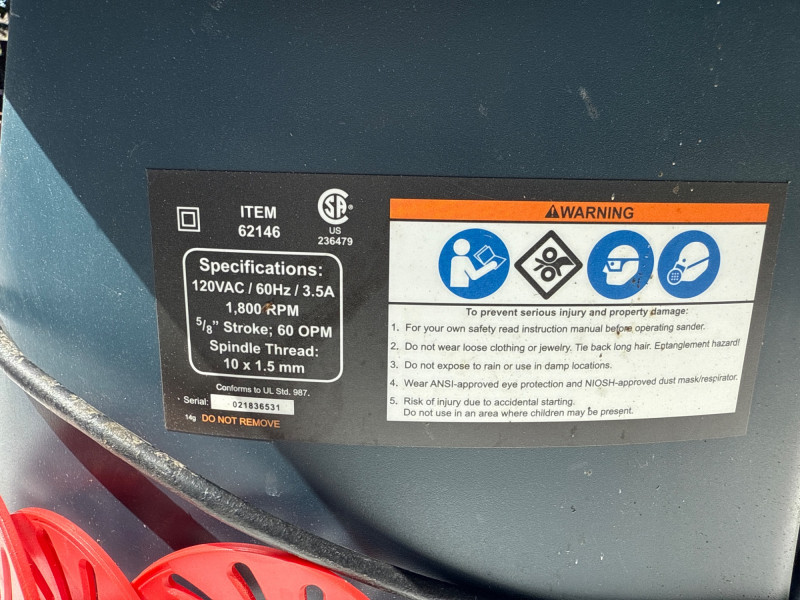 ITEM
62146
SA®
US
236479
Specifications:
120VAC / 60Hz / 3.5A
1,800 RPM
5/8" Stroke; 60 OPM
Spindle Thread:
10 x 1.5 mm
Conforms to UL Std. 987.
Serial: 021836531
14g DO NOT REMOVE
WARNING
To prevent serious injury and property damage:
1. For your own safety read instruction manual before operating sander.
2. Do not wear loose clothing or jewelry. Tie back long hair. Entanglement hazard!
3. Do not expose to rain or use in damp locations.
4. Wear ANSI-approved eye protection and NIOSH-approved dust mask/respirator.
5. Risk of injury due to accidental starting.
Do not use in an area where children may be present.